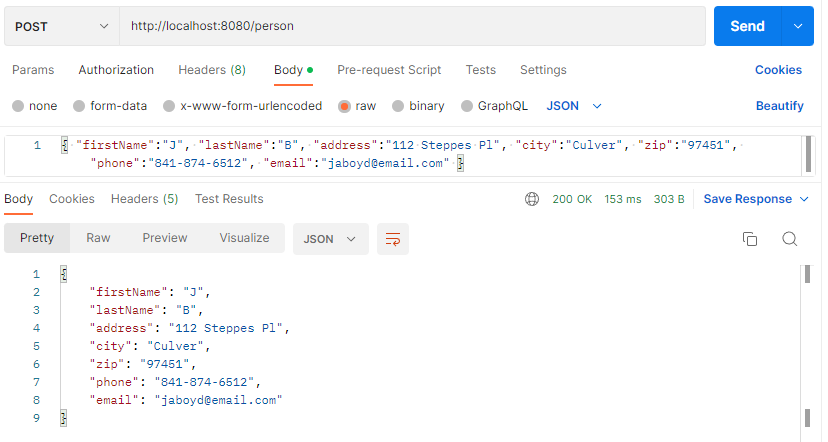 POST http://localhost:8080/person Send
Params Authorization Headers (8) Body Pre-request Script Tests Settings Cookies
none form-data x-www-form-urlencoded raw binary GraphQL JSON Beautify
1 { "firstName":"J", "lastName":"B", "address":"112 Steppes Pl", "city":"Culver", "zip":"97451",
"phone":"841-874-6512", "email":"jaboyd@email.com" }
Body Cookies Headers (5) Test Results 200 OK 153 ms 303 B Save Response
Pretty Raw Preview Visualize JSON
1 {
2 "firstName": "J",
3 "lastName": "B",
4 "address": "112 Steppes Pl",
5 "city": "Culver",
6 "zip": "97451",
7 "phone": "841-874-6512",
8 "email": "jaboyd@email.com"
9 }